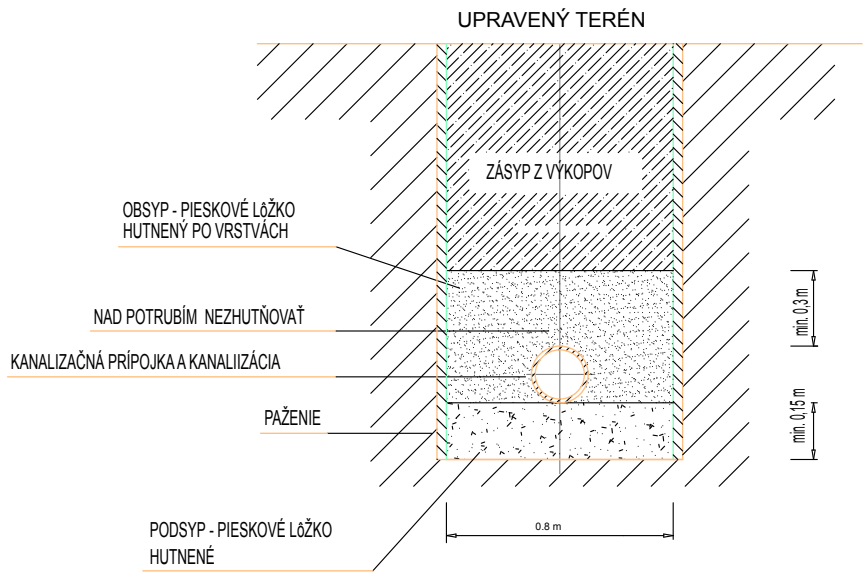 UPRAVENÝ TERÉN
ZÁSYP Z VÝKOPOV
OBSYP - PIESKOVÉ LôŽKO
HUTNENÝ PO VRSTVÁCH
NAD POTRUBÍM NEZHUTŇOVAŤ
KANALIZAČNÁ PRÍPOJKA A KANALIIZÁCIA
PAŽENIE
PODSYP - PIESKOVÉ LôŽKO
HUTNENÉ
min. 0,3 m
min. 0,15 m
0.8 m